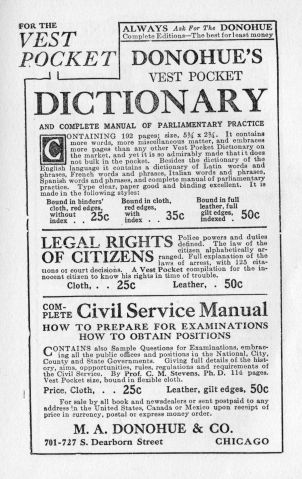 FOR THE
VEST
POCKET
ALWAYS Ask For The DONOHUE
Complete Editions—The best for least money
DONOHUE'S
VEST POCKET
DICTIONARY
AND COMPLETE MANUAL OF PARLIAMENTARY PRACTICE
CONTAINING 192 pages; size, 5¾ x 2¾. It contains
more words, more miscellaneous matter, and embraces
more pages than any other Vest Pocket Dictionary on
the market, and yet it is so admirably made that it does
not bulk in the pocket. Besides the dictionary of the
English language it contains a dictionary of Latin words and
phrases, French words and phrases, Italian words and phrases,
Spanish words and phrases, and complete manual of parliamentary
practice. Type clear, paper good and binding excellent. It is
made in the following styles:
Bound in binders'
cloth, red edges,
without
index . . 25c
Bound in cloth,
red edges,
with
index . . 35c
Bound in full
leather, full
gilt edges,
indexed 50c
LEGAL RIGHTS
OF CITIZENS
Police powers and duties
defined. The law of the
citizen alphabetically ar-
ranged. Full explanation of the
laws of arrest, with 125 cita-
tions of court decisions. A Vest Pocket compilation for the in-
nocent citizen to know his rights in time of trouble.
Cloth, . . 25c Leather, . 50c
COM-
PLETE Civil Service Manual
HOW TO PREPARE FOR EXAMINATIONS
HOW TO OBTAIN POSITIONS
CONTAINS also Sample Questions for Examinations, embrac-
ing all the public offices and positions in the National, City,
County and State Governments. Giving full details of the his-
tory, aims, opportunities, rules, regulations and requirements of
the Civil Service. By Prof. C. M. Stevens, Ph.D. 114 pages.
Vest Pocket size, bound in flexible cloth.
Price, Cloth, . . 25c Leather, gilt edges, 50c
For sale by all book and newsdealers or sent postpaid to any
address in the United States, Canada or Mexico upon receipt of
price in currency, postal or express money order.
M. A. DONOHUE & CO.
701-727 S. Dearborn Street CHICAGO